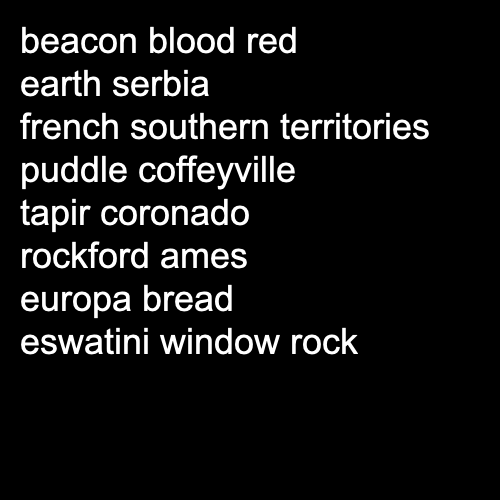 beacon blood red
earth serbia
french southern territories
puddle coffeyville
tapir coronado
rockford ames
europa bread
eswatini window rock